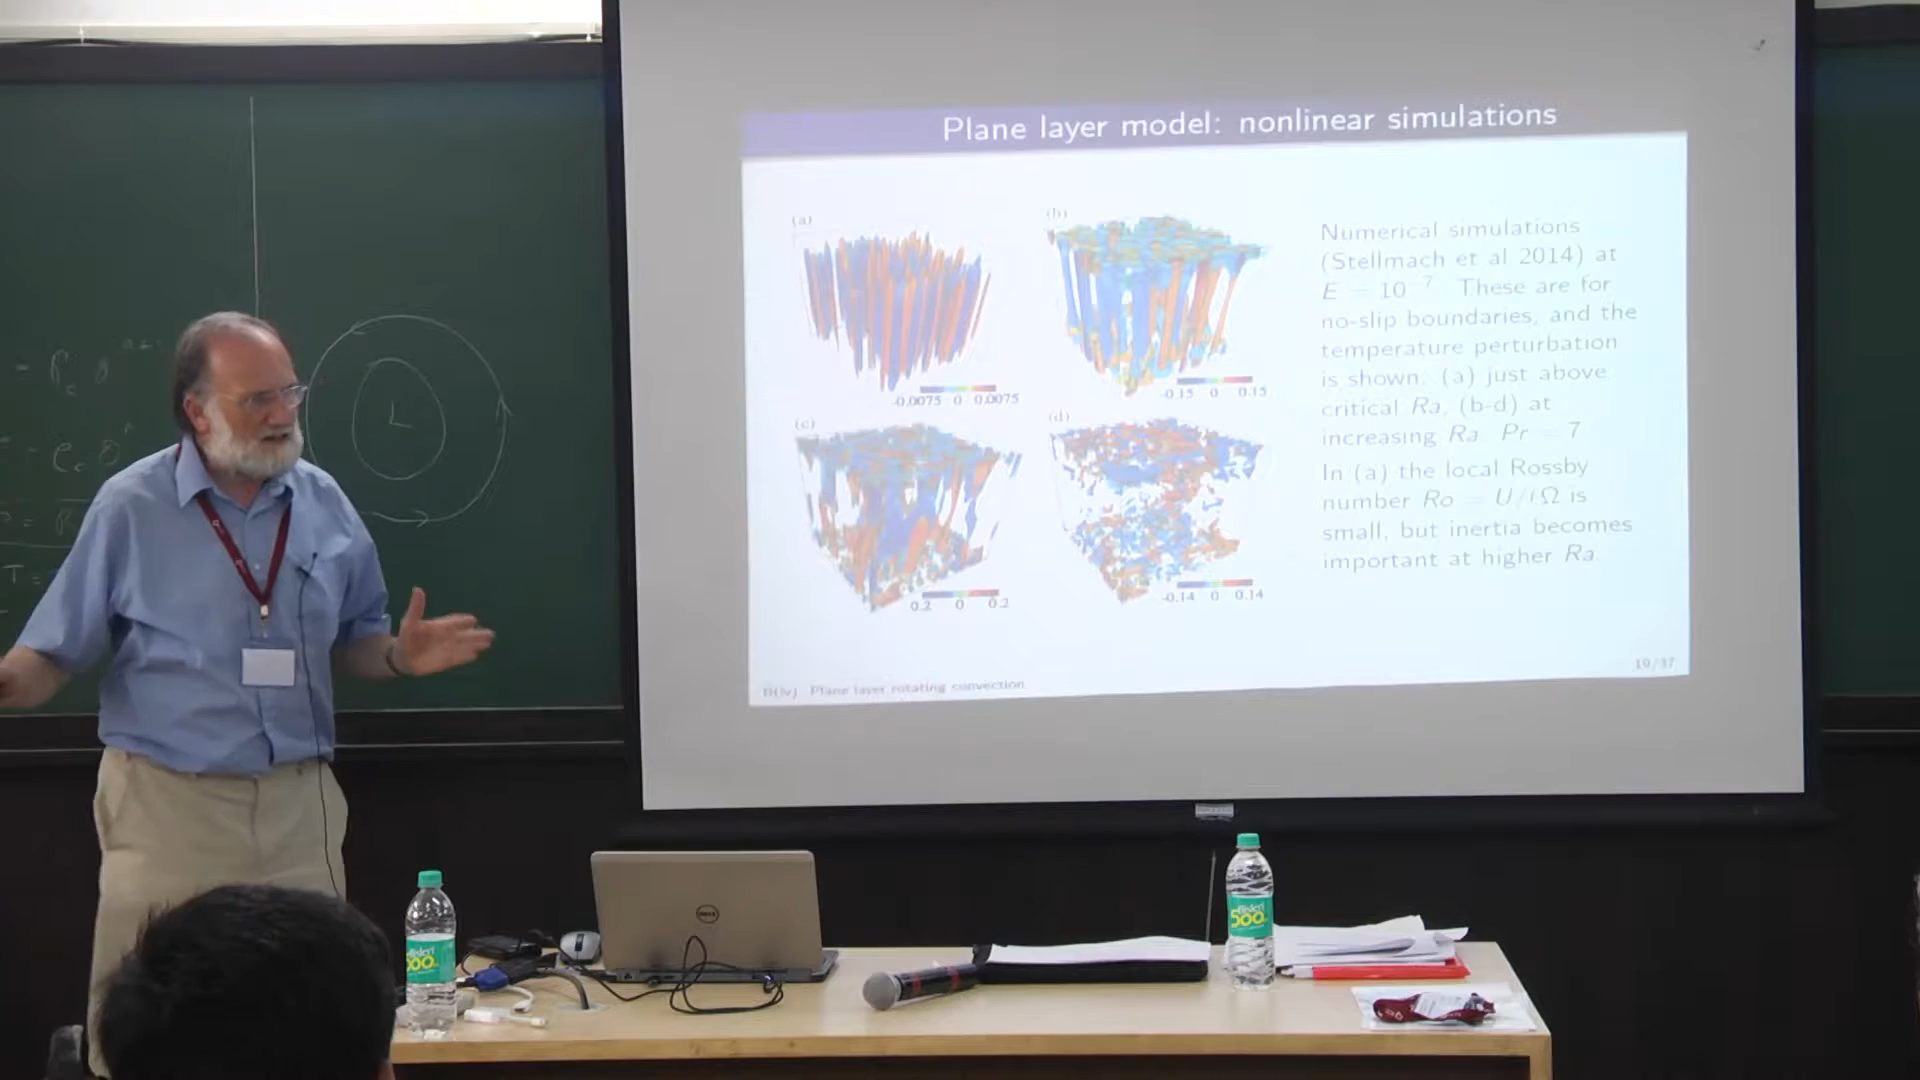 Plane layer model: nonlinear simulations
(a)
(b)
-0.0075 0 0.0075
-0.15 0 0.15
(c)
(d)
0.2 0 0.2
-0.14 0 0.14
Numerical simulations
(Stellmach et al 2014) at
E = 10⁻⁷ These are for
no-slip boundaries, and the
temperature perturbation
is shown. (a) just above
critical Ra, (b-d) at
increasing Ra. Pr = 7
In (a) the local Rossby
number Ro = U/ℓΩ is
small, but inertia becomes
important at higher Ra.
19/37
B(iv) Plane layer rotating convection
L
T =
DELL
Bisleri
500
Bisleri
500